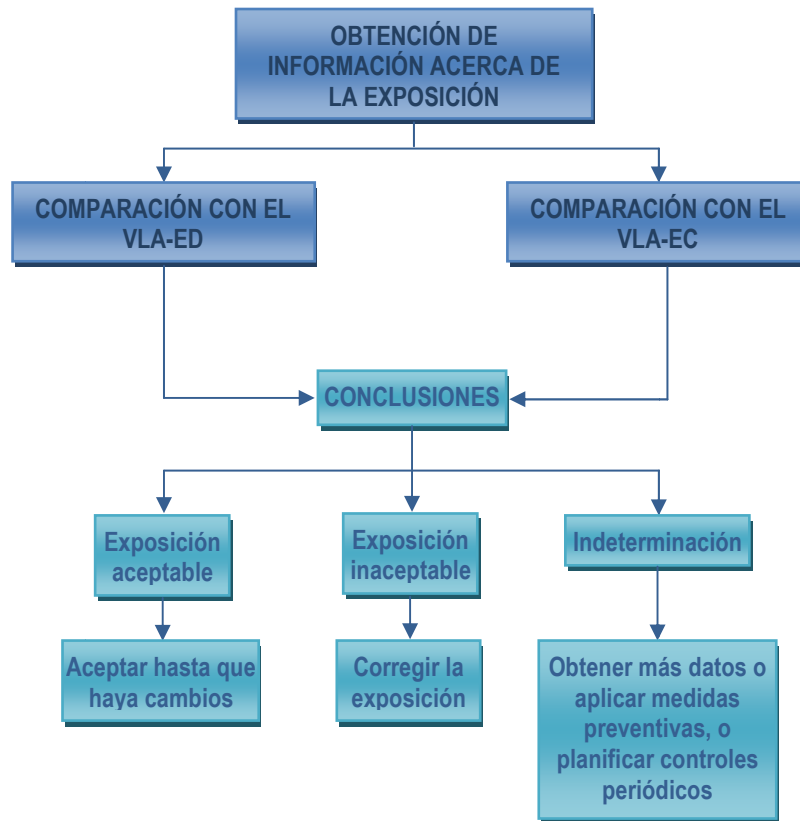 OBTENCIÓN DE
INFORMACIÓN ACERCA DE
LA EXPOSICIÓN
COMPARACIÓN CON EL
VLA-ED
COMPARACIÓN CON EL
VLA-EC
CONCLUSIONES
Exposición
aceptable
Exposición
inaceptable
Indeterminación
Aceptar hasta que
haya cambios
Corregir la
exposición
Obtener más datos o
aplicar medidas
preventivas, o
planificar controles
periódicos